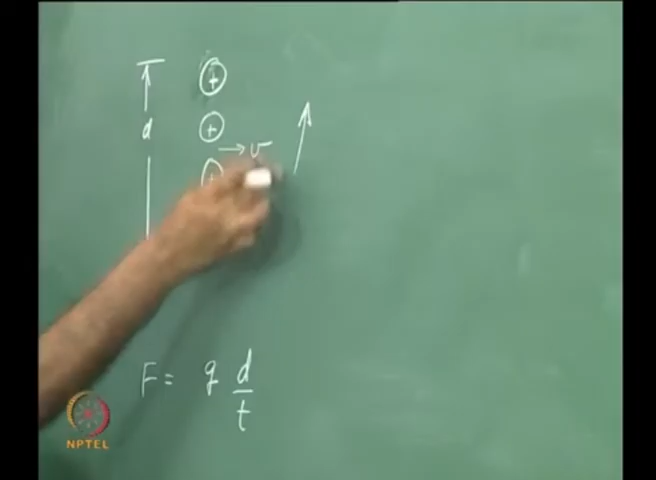 +
d
+
→ v
F = q d/t
NPTEL